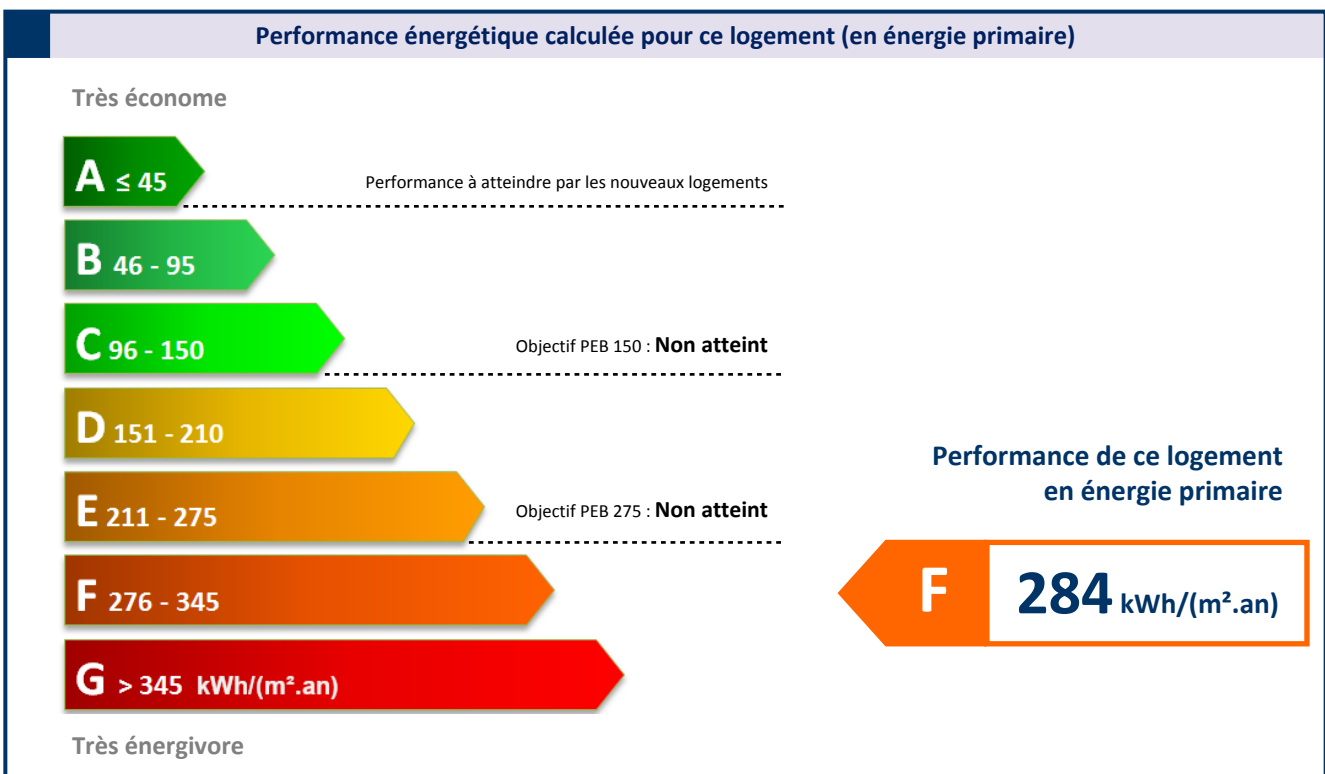 Performance énergétique calculée pour ce logement (en énergie primaire)
Très économe
A ≤ 45
Performance à atteindre par les nouveaux logements
B 46 - 95
C 96 - 150
Objectif PEB 150 : Non atteint
D 151 - 210
E 211 - 275
Objectif PEB 275 : Non atteint
F 276 - 345
G > 345 kWh/(m².an)
Très énergivore
Performance de ce logement
en énergie primaire
F 284 kWh/(m².an)